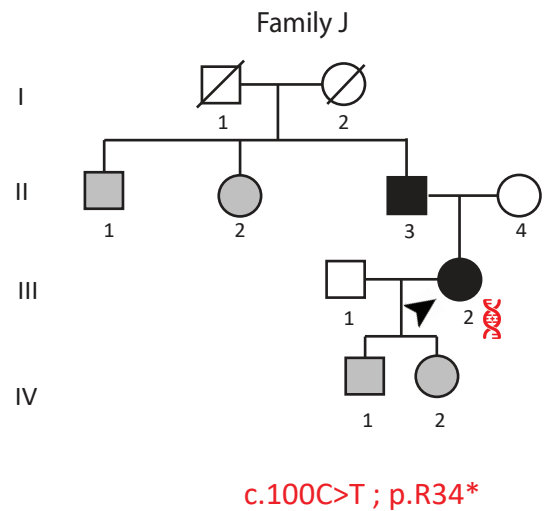 Family J
I
1 2
II
1 2 3 4
III
1 2
IV
1 2
c.100C>T ; p.R34*